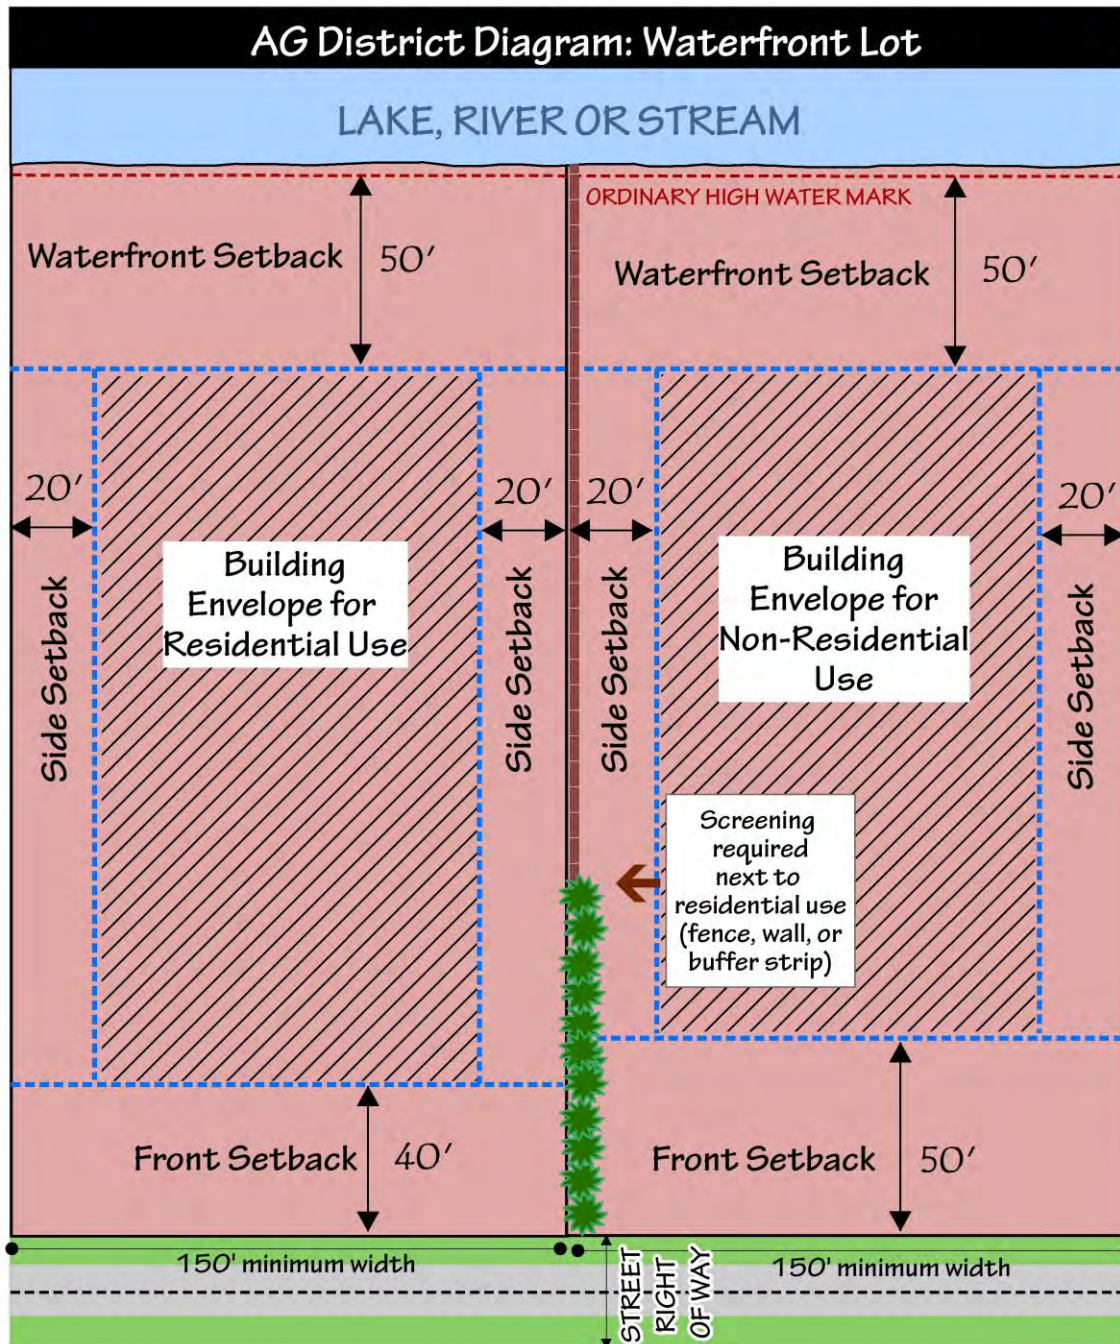 AG District Diagram: Waterfront Lot
LAKE, RIVER OR STREAM
ORDINARY HIGH WATER MARK
Waterfront Setback 50'
Waterfront Setback 50'
20'
20'
20'
20'
Building
Envelope for
Residential Use
Building
Envelope for
Non-Residential
Use
Side Setback
Side Setback
Side Setback
Side Setback
Screening
required
next to
residential use
(fence, wall, or
buffer strip)
Front Setback 40'
Front Setback 50'
150' minimum width
150' minimum width
STREET
RIGHT
OF WAY